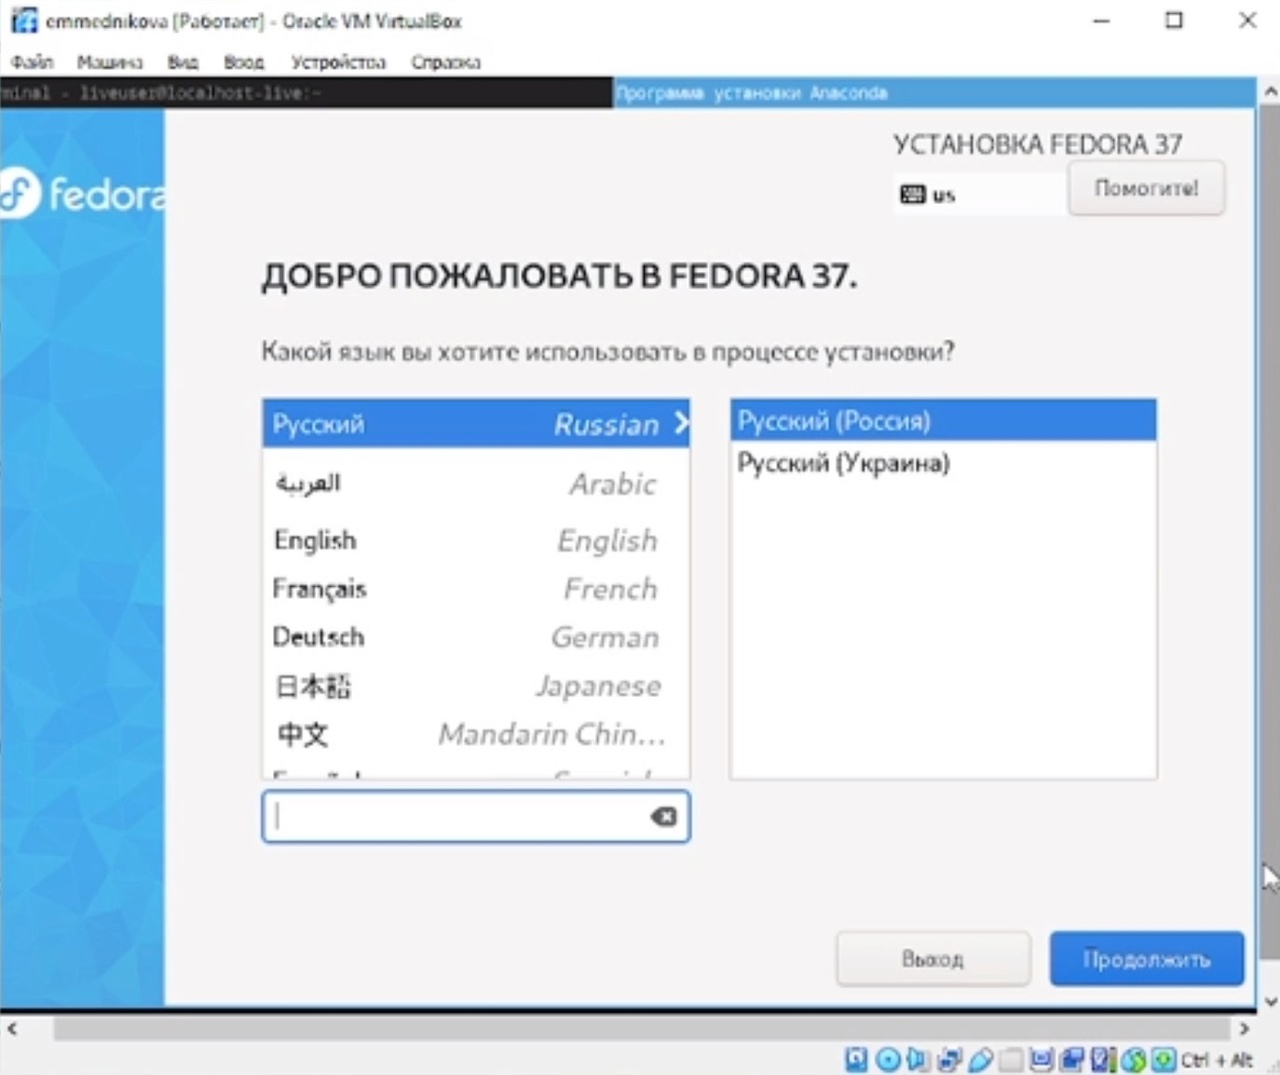 emmednikova [Работает] - Oracle VM VirtualBox
Файл Машина Вид Ввод Устройства Справка
minal - liveuser@localhost-live:~
Программа установки Anaconda
fedora
УСТАНОВКА FEDORA 37
us
Помогите!
ДОБРО ПОЖАЛОВАТЬ В FEDORA 37.
Какой язык вы хотите использовать в процессе установки?
Русский Russian
العربية Arabic
English English
Français French
Deutsch German
日本語 Japanese
中文 Mandarin Chin...
Русский (Россия)
Русский (Украина)
Выход
Продолжить
Ctrl + Alt